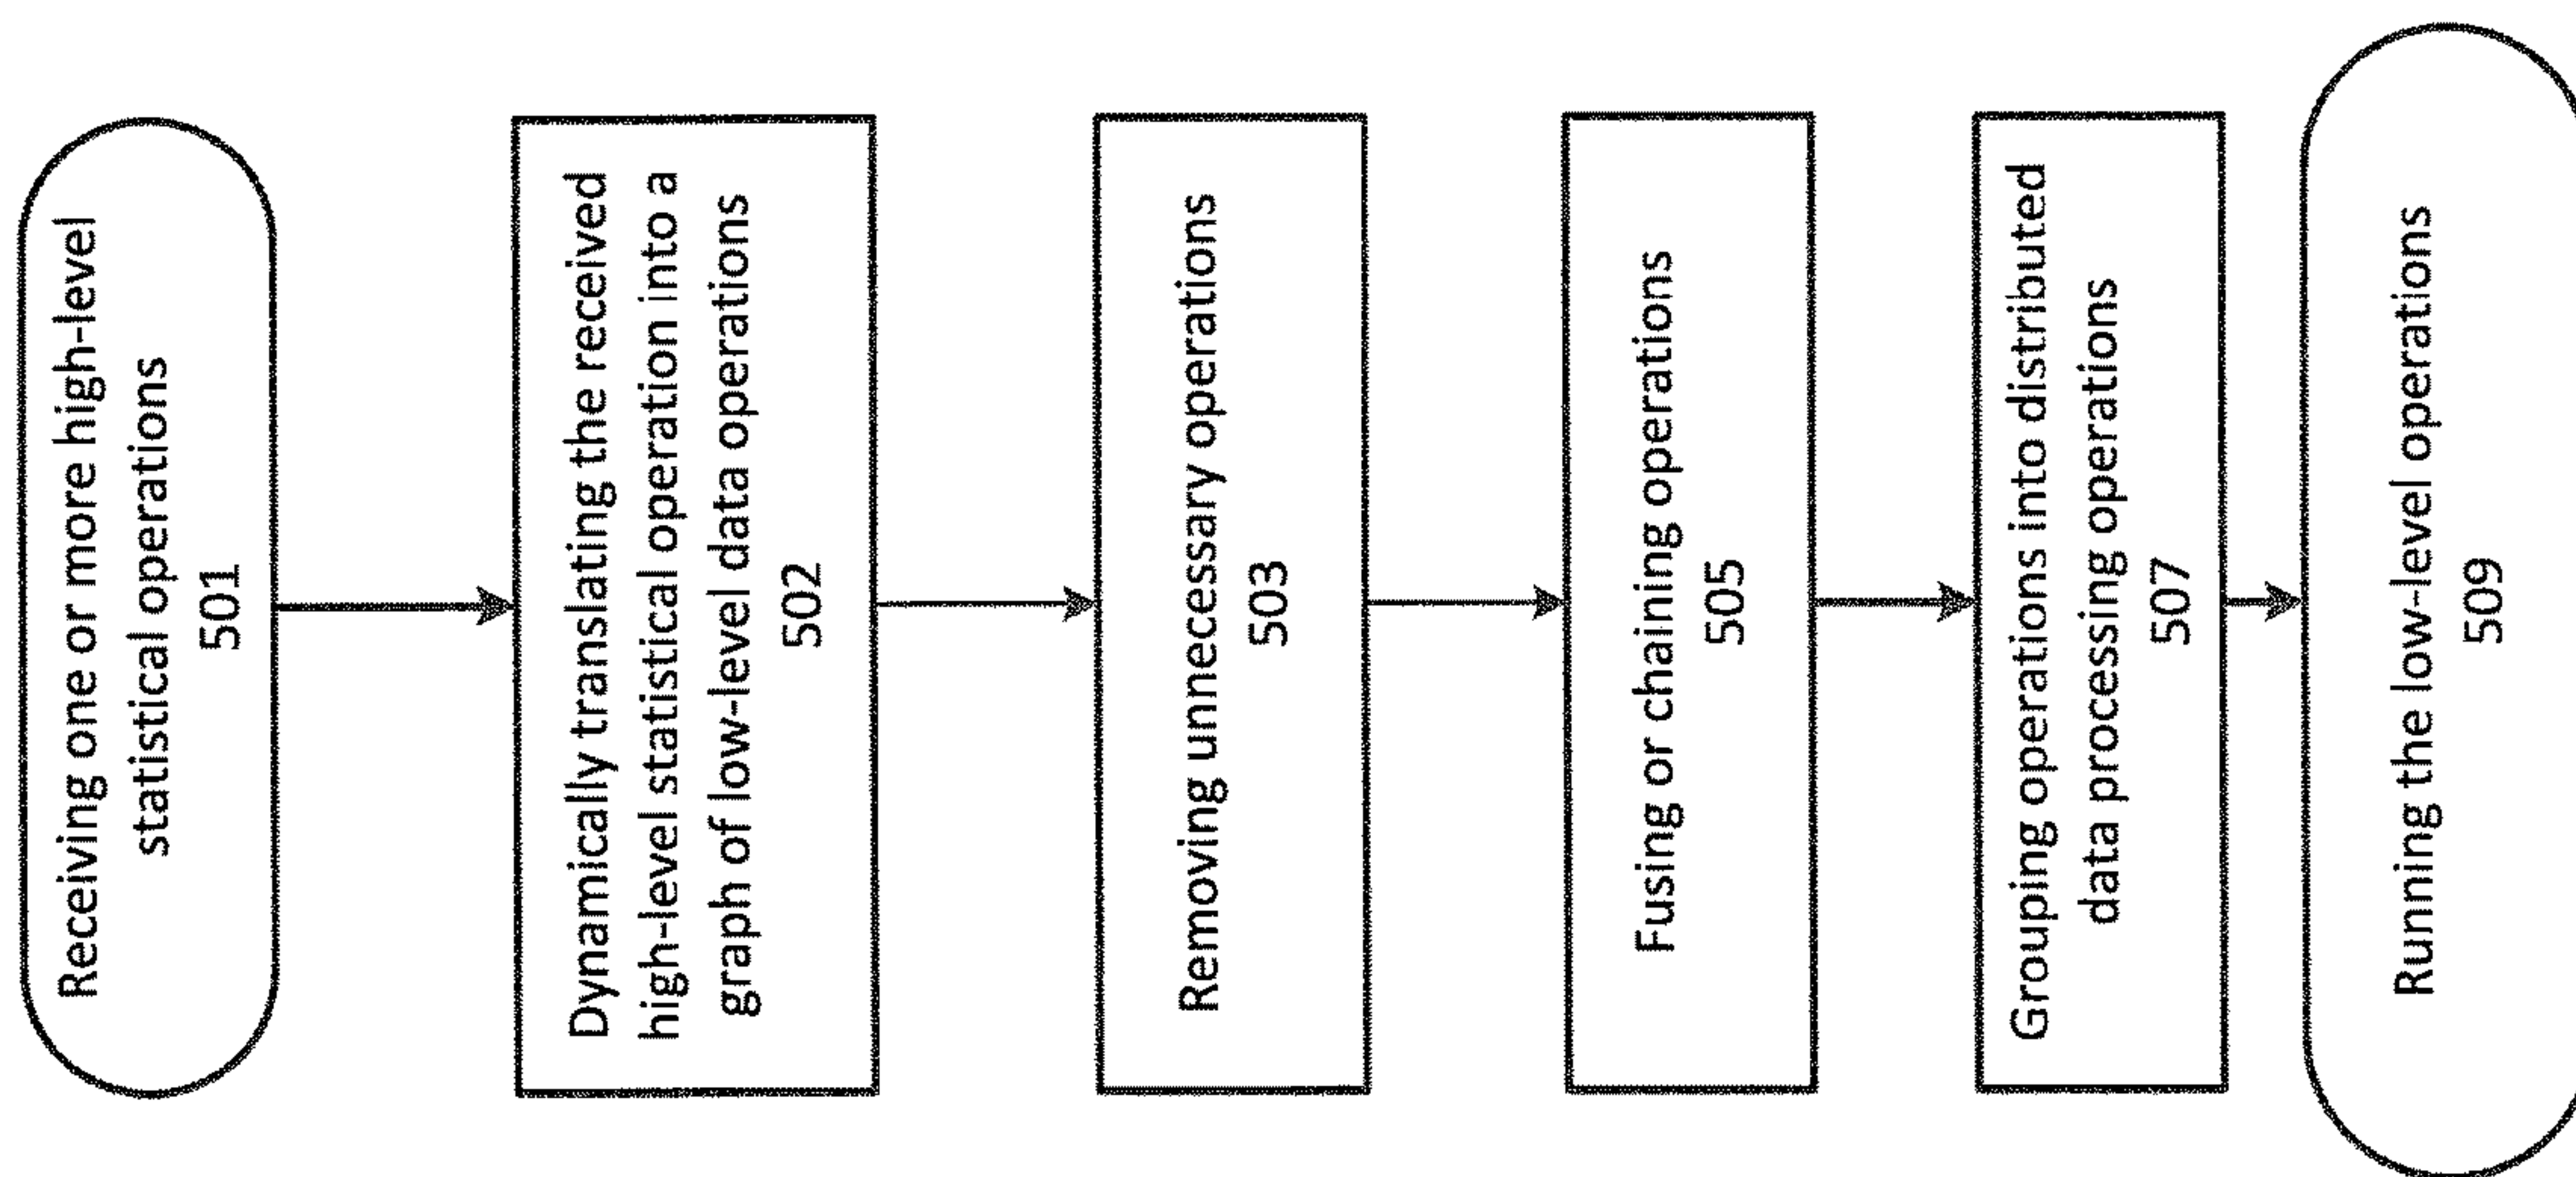 Receiving one or more high-level
statistical operations
501
Dynamically translating the received
high-level statistical operation into a
graph of low-level data operations
502
Removing unnecessary operations
503
Fusing or chaining operations
505
Grouping operations into distributed
data processing operations
507
Running the low-level operations
509